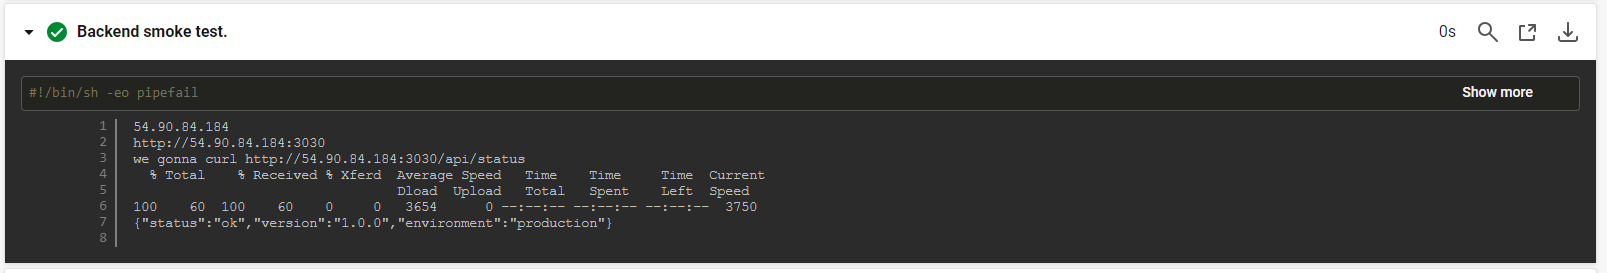 Backend smoke test. 0s
#!/bin/sh -eo pipefail Show more
1 54.90.84.184
2 http://54.90.84.184:3030
3 we gonna curl http://54.90.84.184:3030/api/status
4   % Total    % Received % Xferd  Average Speed   Time    Time     Time  Current
5                                  Dload  Upload   Total   Spent    Left  Speed
6 100    60  100    60    0     0   3654      0 --:--:-- --:--:-- --:--:--  3750
7 {"status":"ok","version":"1.0.0","environment":"production"}
8